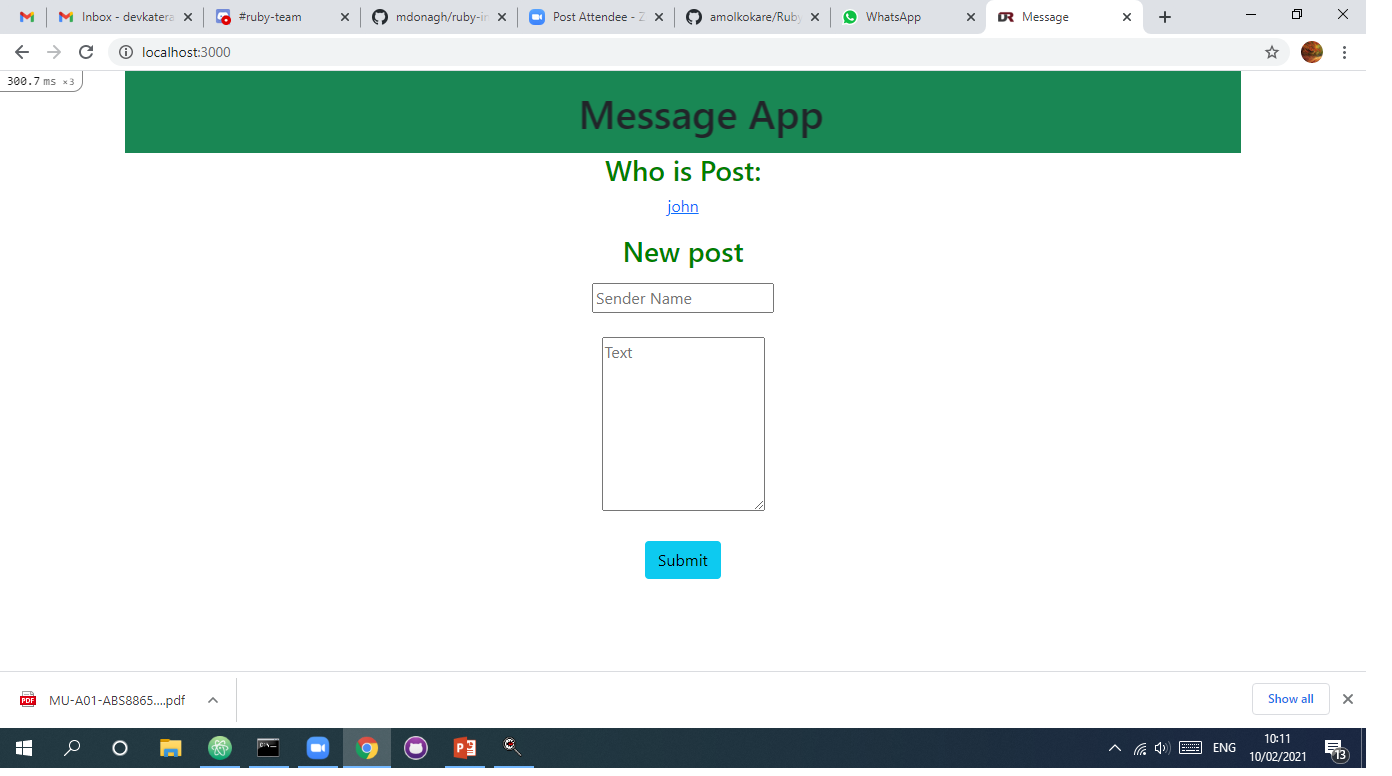 Inbox - devkatera
#ruby-team
mdonagh/ruby-in
Post Attendee - Z
amolkokare/Ruby
WhatsApp
Message
localhost:3000
300.7 ms ×3
Message App
Who is Post:
john
New post
Sender Name
Text
Submit
MU-A01-ABS8865....pdf
Show all
ENG
10:11
10/02/2021
13